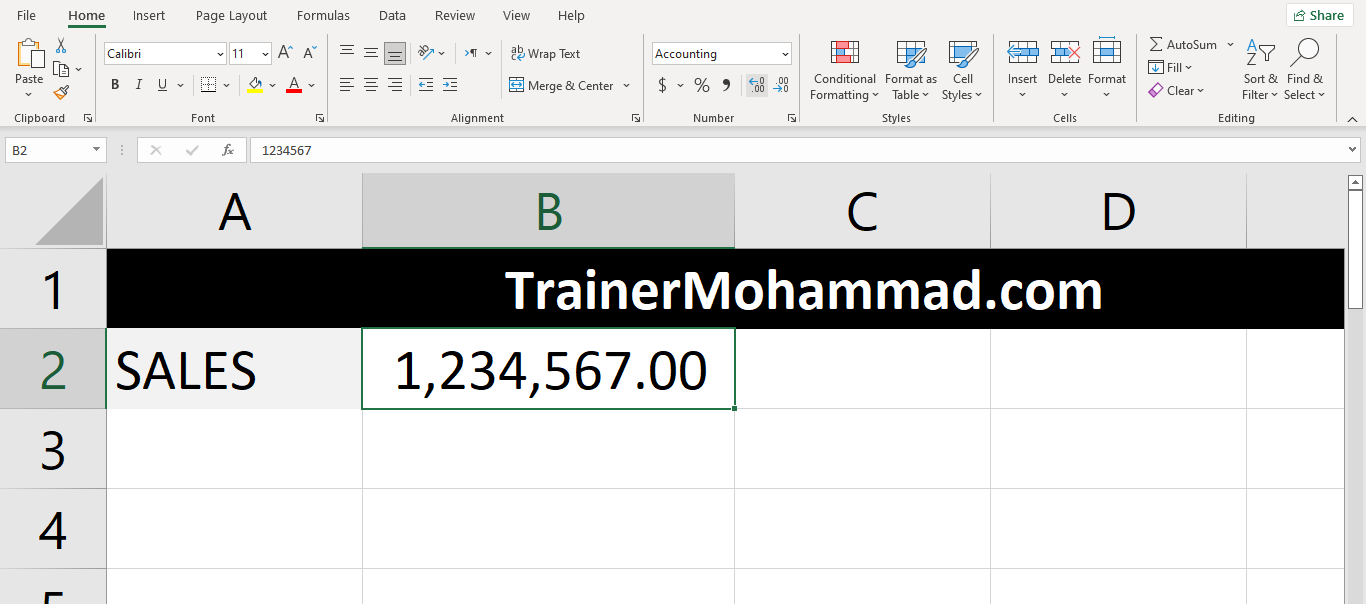 File Home Insert Page Layout Formulas Data Review View Help Share
Paste
Clipboard
Calibri 11
B I U
Font
Wrap Text
Merge & Center
Alignment
Accounting
$ % , .00 .00
Number
Conditional Formatting
Format as Table
Cell Styles
Styles
Insert Delete Format
Cells
AutoSum
Fill
Clear
Sort & Filter
Find & Select
Editing
B2 fx 1234567
A B C D
1 TrainerMohammad.com
2 SALES 1,234,567.00
3
4
5